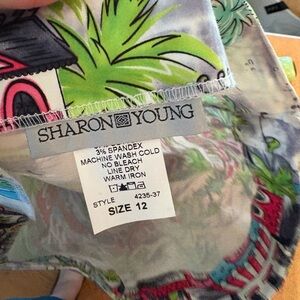 SHARON YOUNG
3% SPANDEX
MACHINE WASH COLD
NO BLEACH
LINE DRY
WARM IRON
STYLE 4235-37
SIZE 12